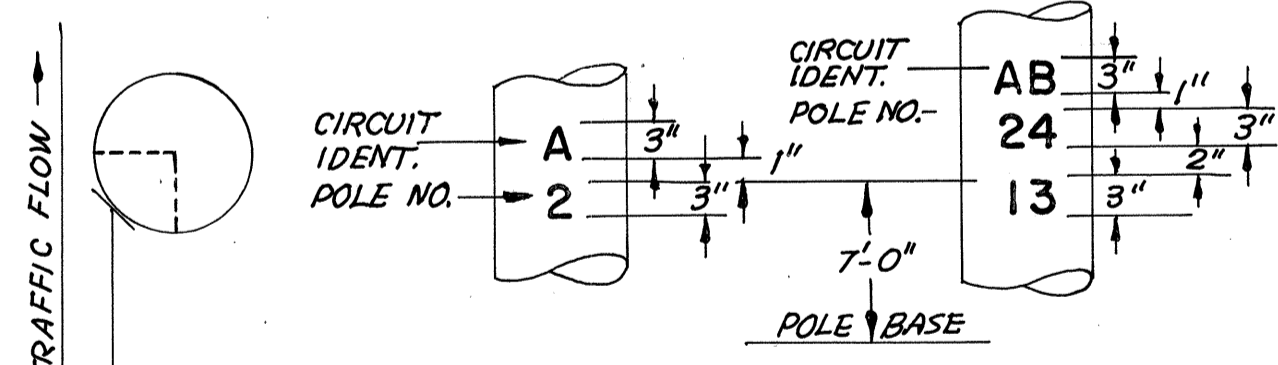 TRAFFIC FLOW
CIRCUIT
IDENT.
POLE NO.
A
2
3"
1"
3"
7'-0"
POLE BASE
CIRCUIT
IDENT.
POLE NO.-
AB
24
13
3"
1"
3"
2"
3"